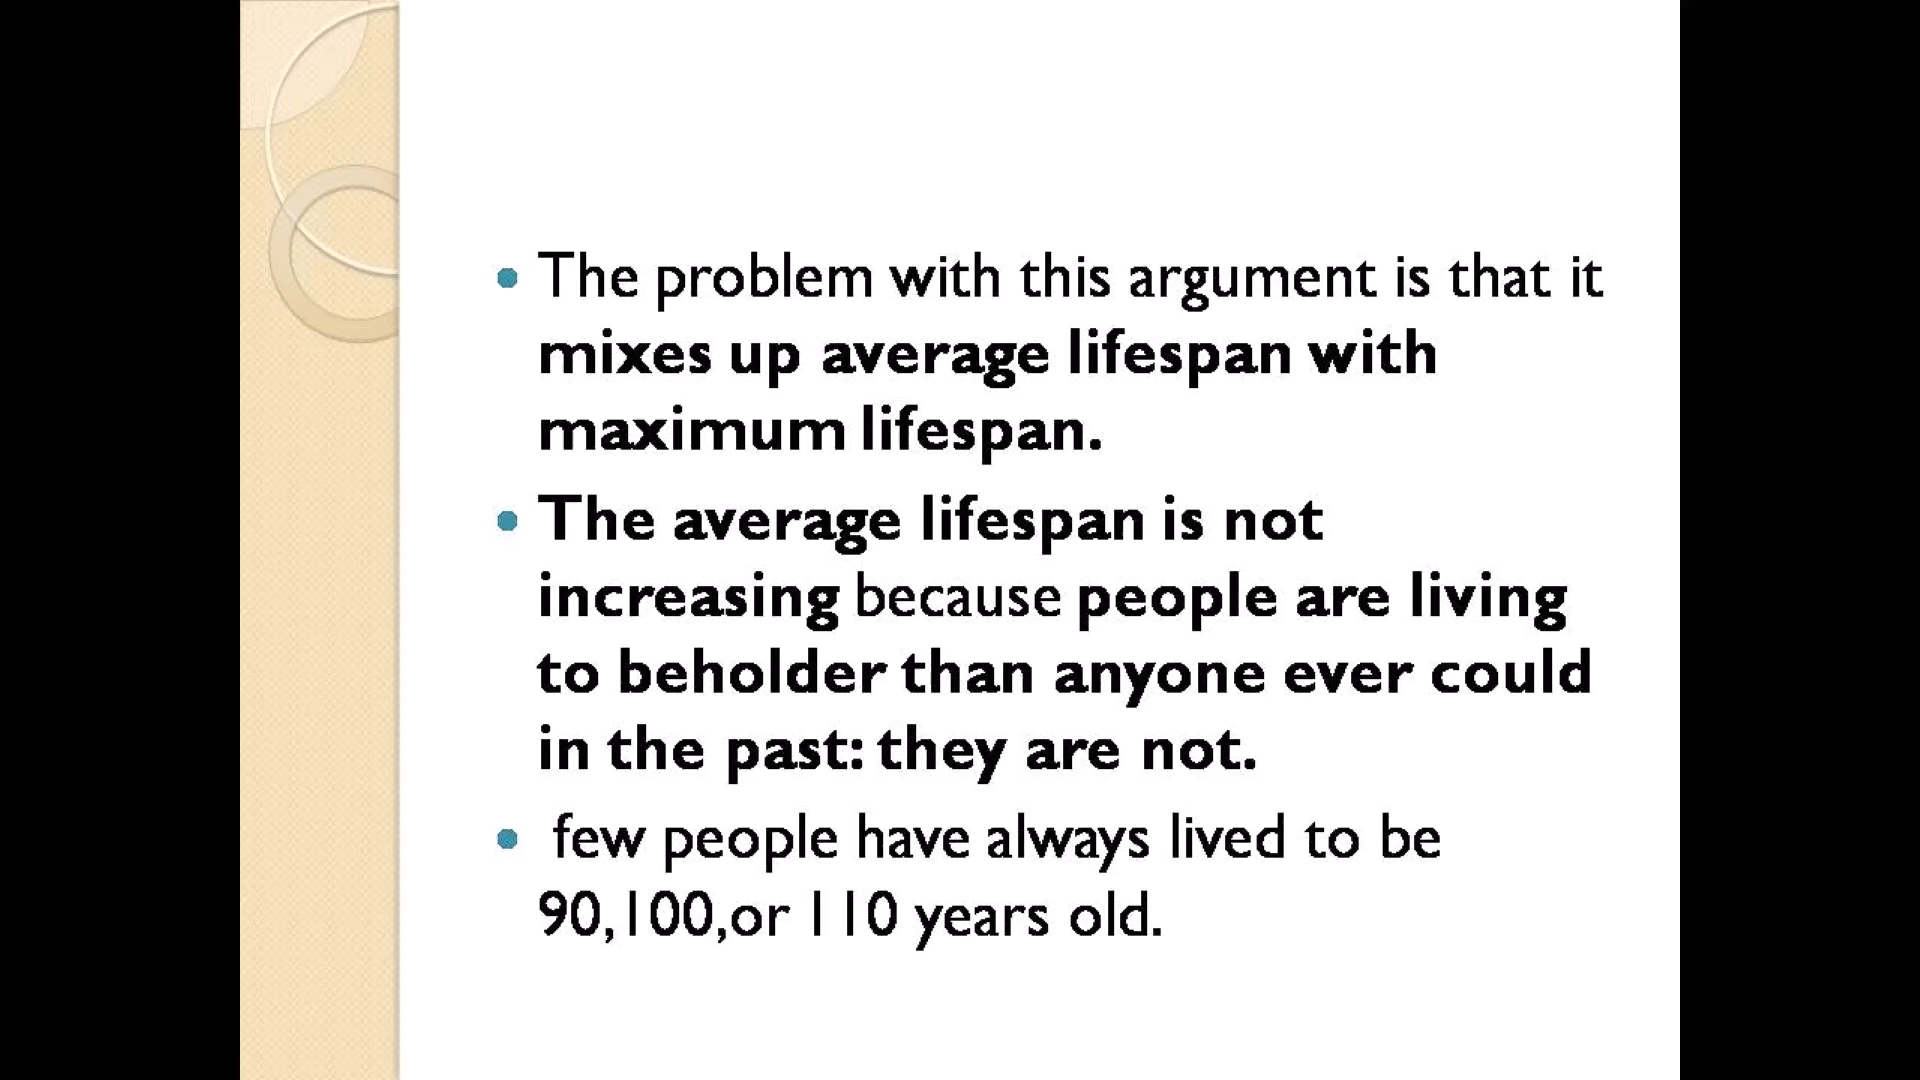 The problem with this argument is that it
mixes up average lifespan with
maximum lifespan.
The average lifespan is not
increasing because people are living
to beholder than anyone ever could
in the past: they are not.
few people have always lived to be
90,100,or 110 years old.